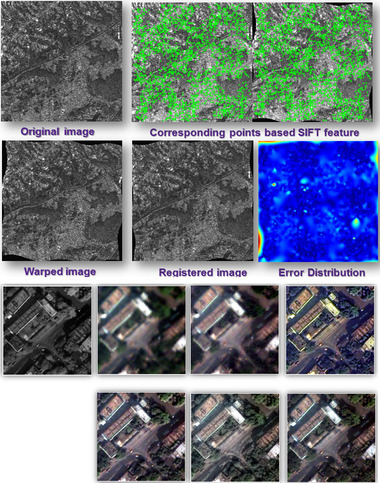 Original image
Corresponding points based SIFT feature
Warped image
Registered image
Error Distribution